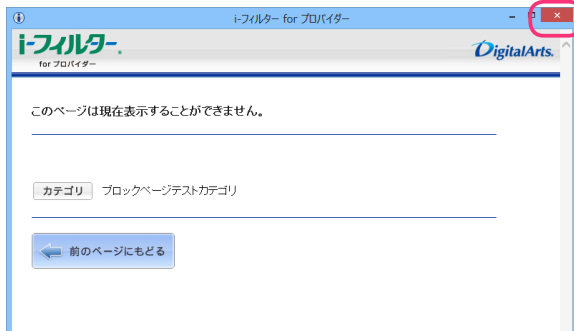 i-フィルター for プロバイダー
i-フィルター.
for プロバイダー
DigitalArts.
このページは現在表示することができません。
カテゴリ ブロックページテストカテゴリ
前のページにもどる